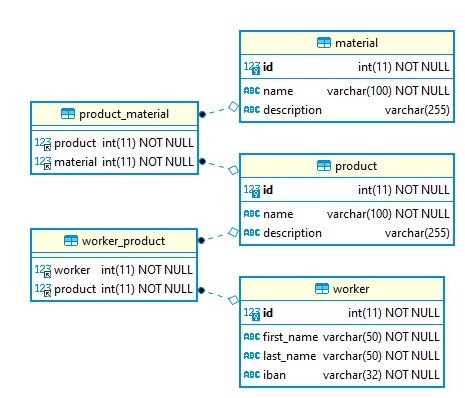 material
123 id int(11) NOT NULL
ABC name varchar(100) NOT NULL
ABC description varchar(255)
product_material
123 product int(11) NOT NULL
123 material int(11) NOT NULL
product
123 id int(11) NOT NULL
ABC name varchar(100) NOT NULL
ABC description varchar(255)
worker_product
123 worker int(11) NOT NULL
123 product int(11) NOT NULL
worker
123 id int(11) NOT NULL
ABC first_name varchar(50) NOT NULL
ABC last_name varchar(50) NOT NULL
ABC iban varchar(32) NOT NULL